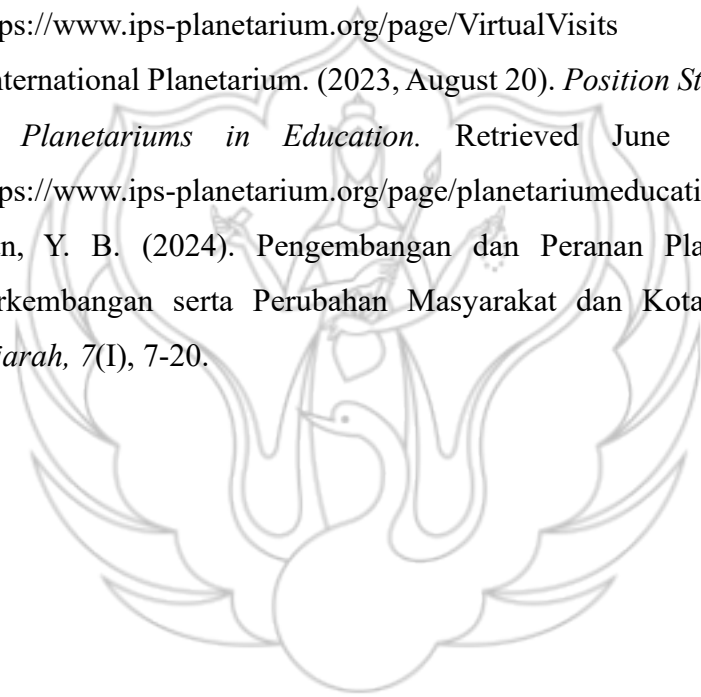 ps://www.ips-planetarium.org/page/VirtualVisits
nternational Planetarium. (2023, August 20). Position St
Planetariums in Education. Retrieved June
ps://www.ips-planetarium.org/page/planetariumeducati
n, Y. B. (2024). Pengembangan dan Peranan Pla
rkembangan serta Perubahan Masyarakat dan Kota
jarah, 7(I), 7-20.